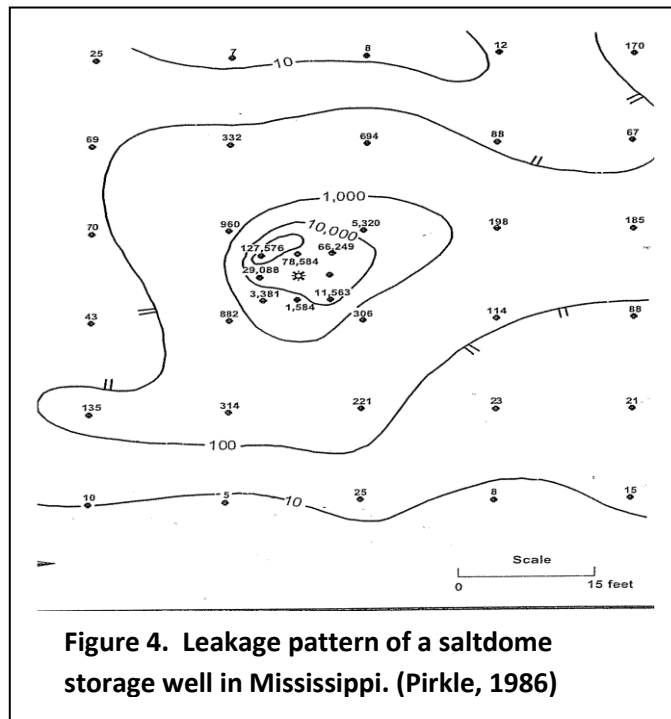 25 7 8 12 170
10
69 332 694 88 67
1,000
70 960 10,000 5,320 198 185
127,576 78,584 66,249
29,088
3,381 1,584 11,563
43 882 306 114 88
135 314 221 23 21
100
10 5 10 25 8 15
Scale
0 15 feet
Figure 4. Leakage pattern of a saltdome
storage well in Mississippi. (Pirkle, 1986)